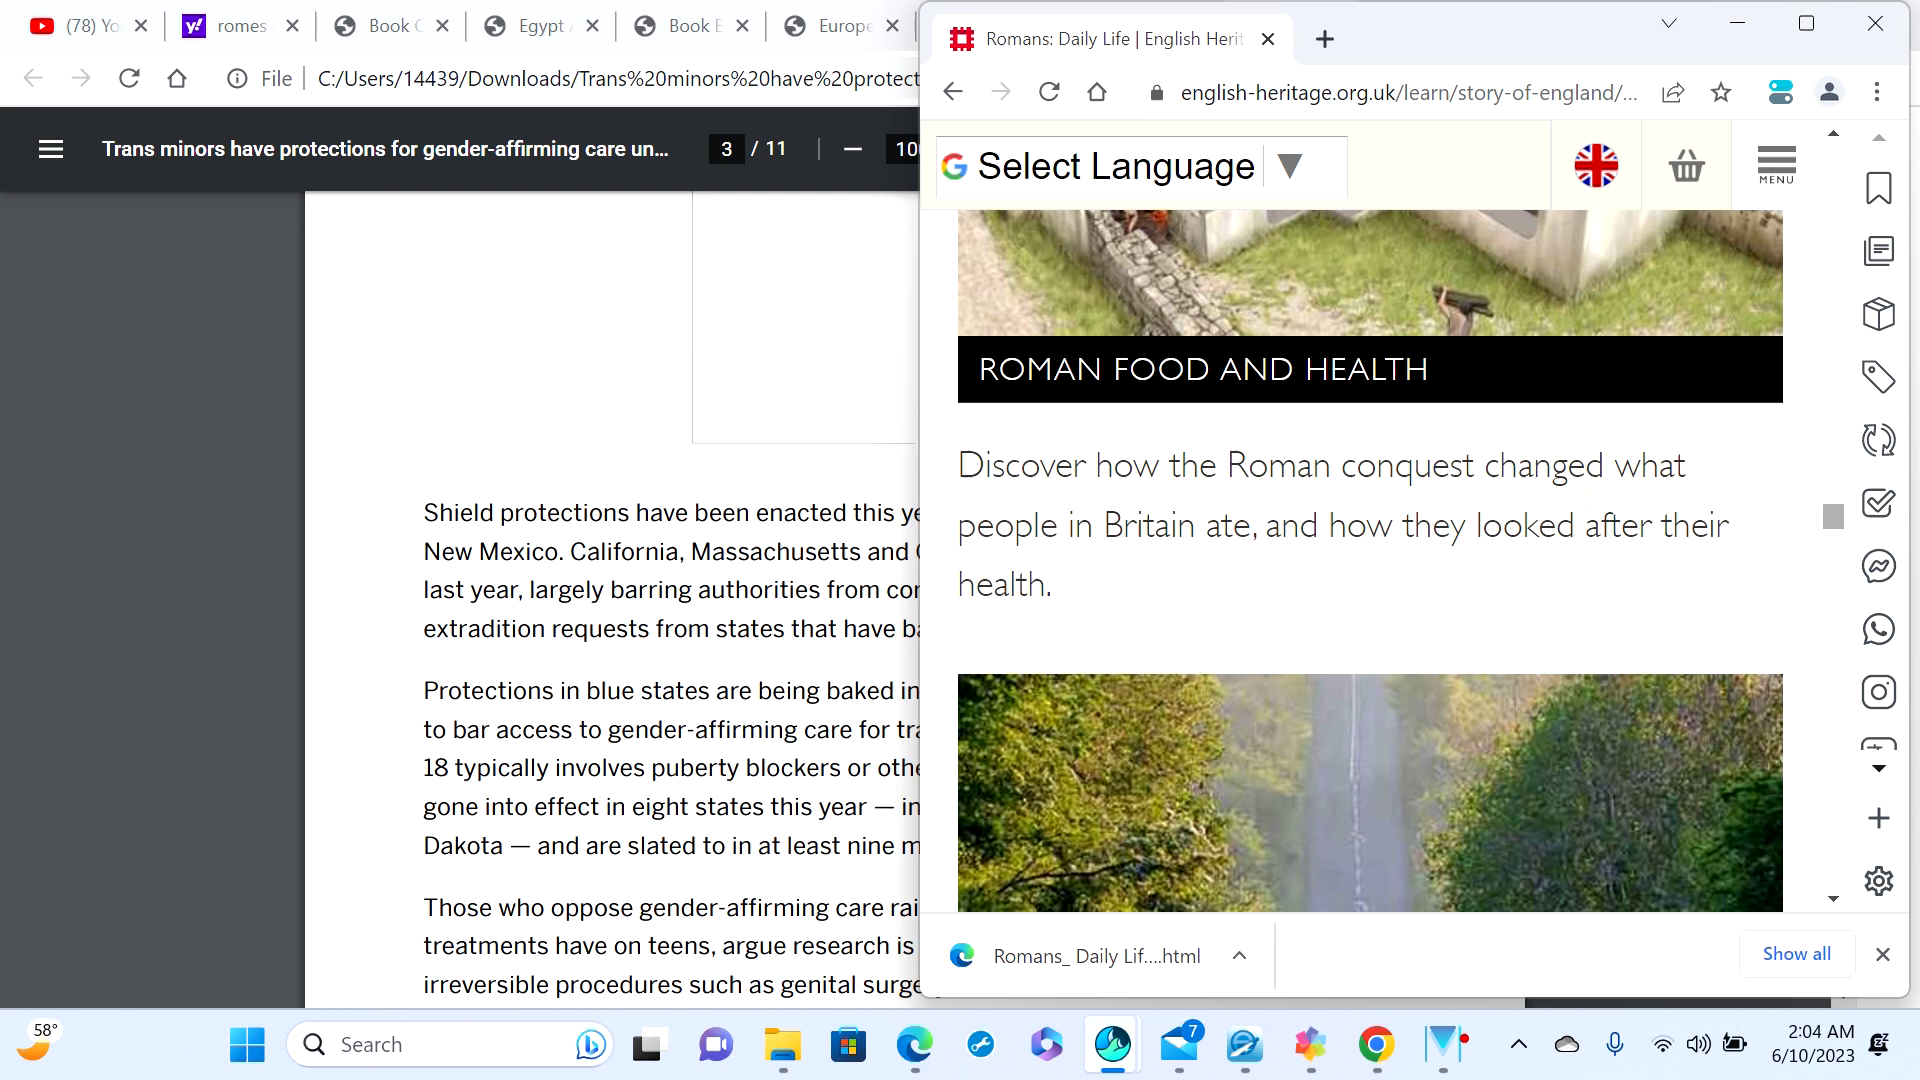 (78) Yo
romes
Book
Egypt
Book E
Europe
File
C:/Users/14439/Downloads/Trans%20minors%20have%20protect
Trans minors have protections for gender-affirming care un...
3 / 11
10
Shield protections have been enacted this ye
New Mexico. California, Massachusetts and
last year, largely barring authorities from cor
extradition requests from states that have ba
Protections in blue states are being baked in
to bar access to gender-affirming care for tra
18 typically involves puberty blockers or othe
gone into effect in eight states this year — in
Dakota — and are slated to in at least nine m
Those who oppose gender-affirming care rai
treatments have on teens, argue research is
irreversible procedures such as genital surge
Romans: Daily Life | English Herit
english-heritage.org.uk/learn/story-of-england/...
Select Language
MENU
ROMAN FOOD AND HEALTH
Discover how the Roman conquest changed what
people in Britain ate, and how they looked after their
health.
Romans_ Daily Lif....html
Show all
58°
Search
7
2:04 AM
6/10/2023